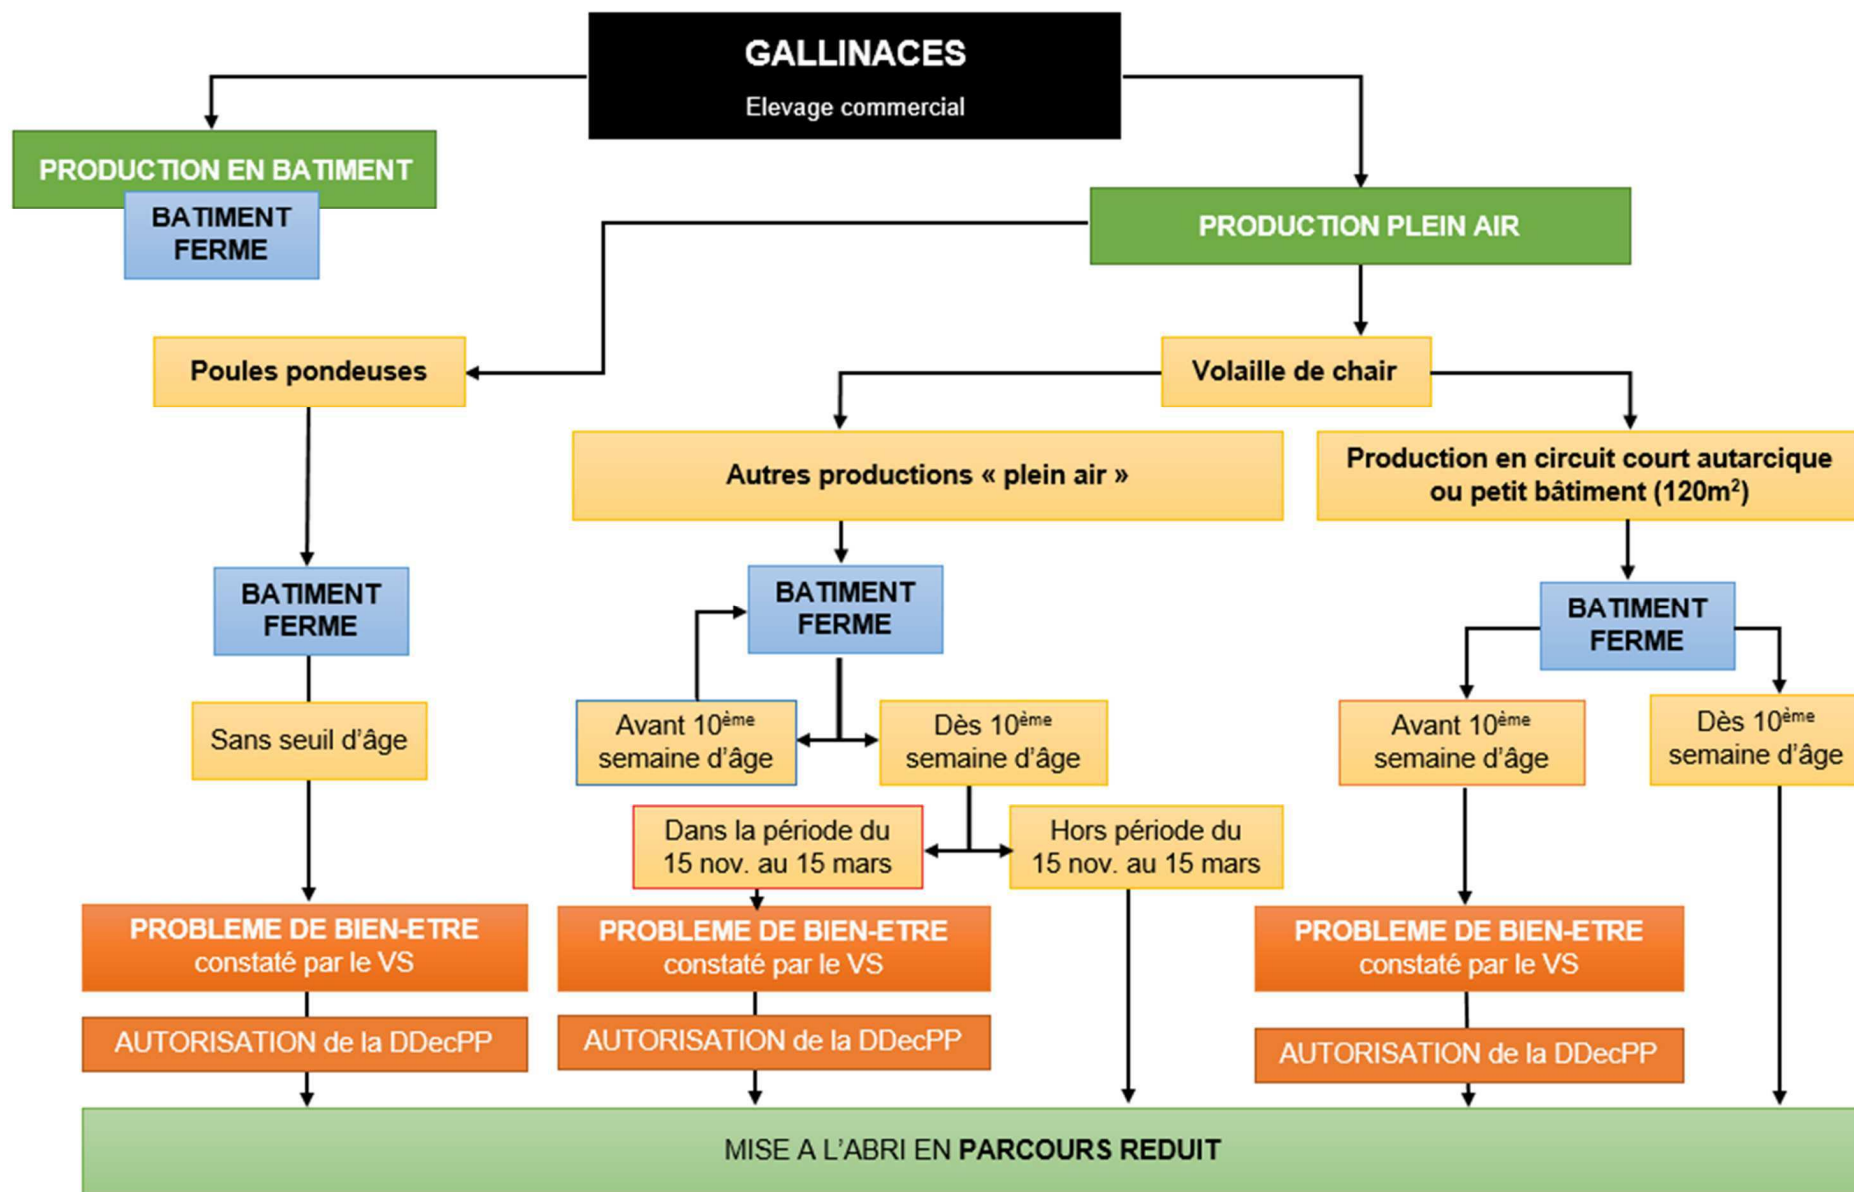 GALLINACES
Elevage commercial
PRODUCTION EN BATIMENT
BATIMENT
FERME
PRODUCTION PLEIN AIR
Poules pondeuses
Volaille de chair
Autres productions « plein air »
Production en circuit court autarcique
ou petit bâtiment (120m²)
BATIMENT
FERME
BATIMENT
FERME
BATIMENT
FERME
Sans seuil d’âge
Avant 10ème
semaine d’âge
Dès 10ème
semaine d’âge
Avant 10ème
semaine d’âge
Dès 10ème
semaine d’âge
Dans la période du
15 nov. au 15 mars
Hors période du
15 nov. au 15 mars
PROBLEME DE BIEN-ETRE
constaté par le VS
PROBLEME DE BIEN-ETRE
constaté par le VS
PROBLEME DE BIEN-ETRE
constaté par le VS
AUTORISATION de la DDecPP
AUTORISATION de la DDecPP
AUTORISATION de la DDecPP
MISE A L’ABRI EN PARCOURS REDUIT